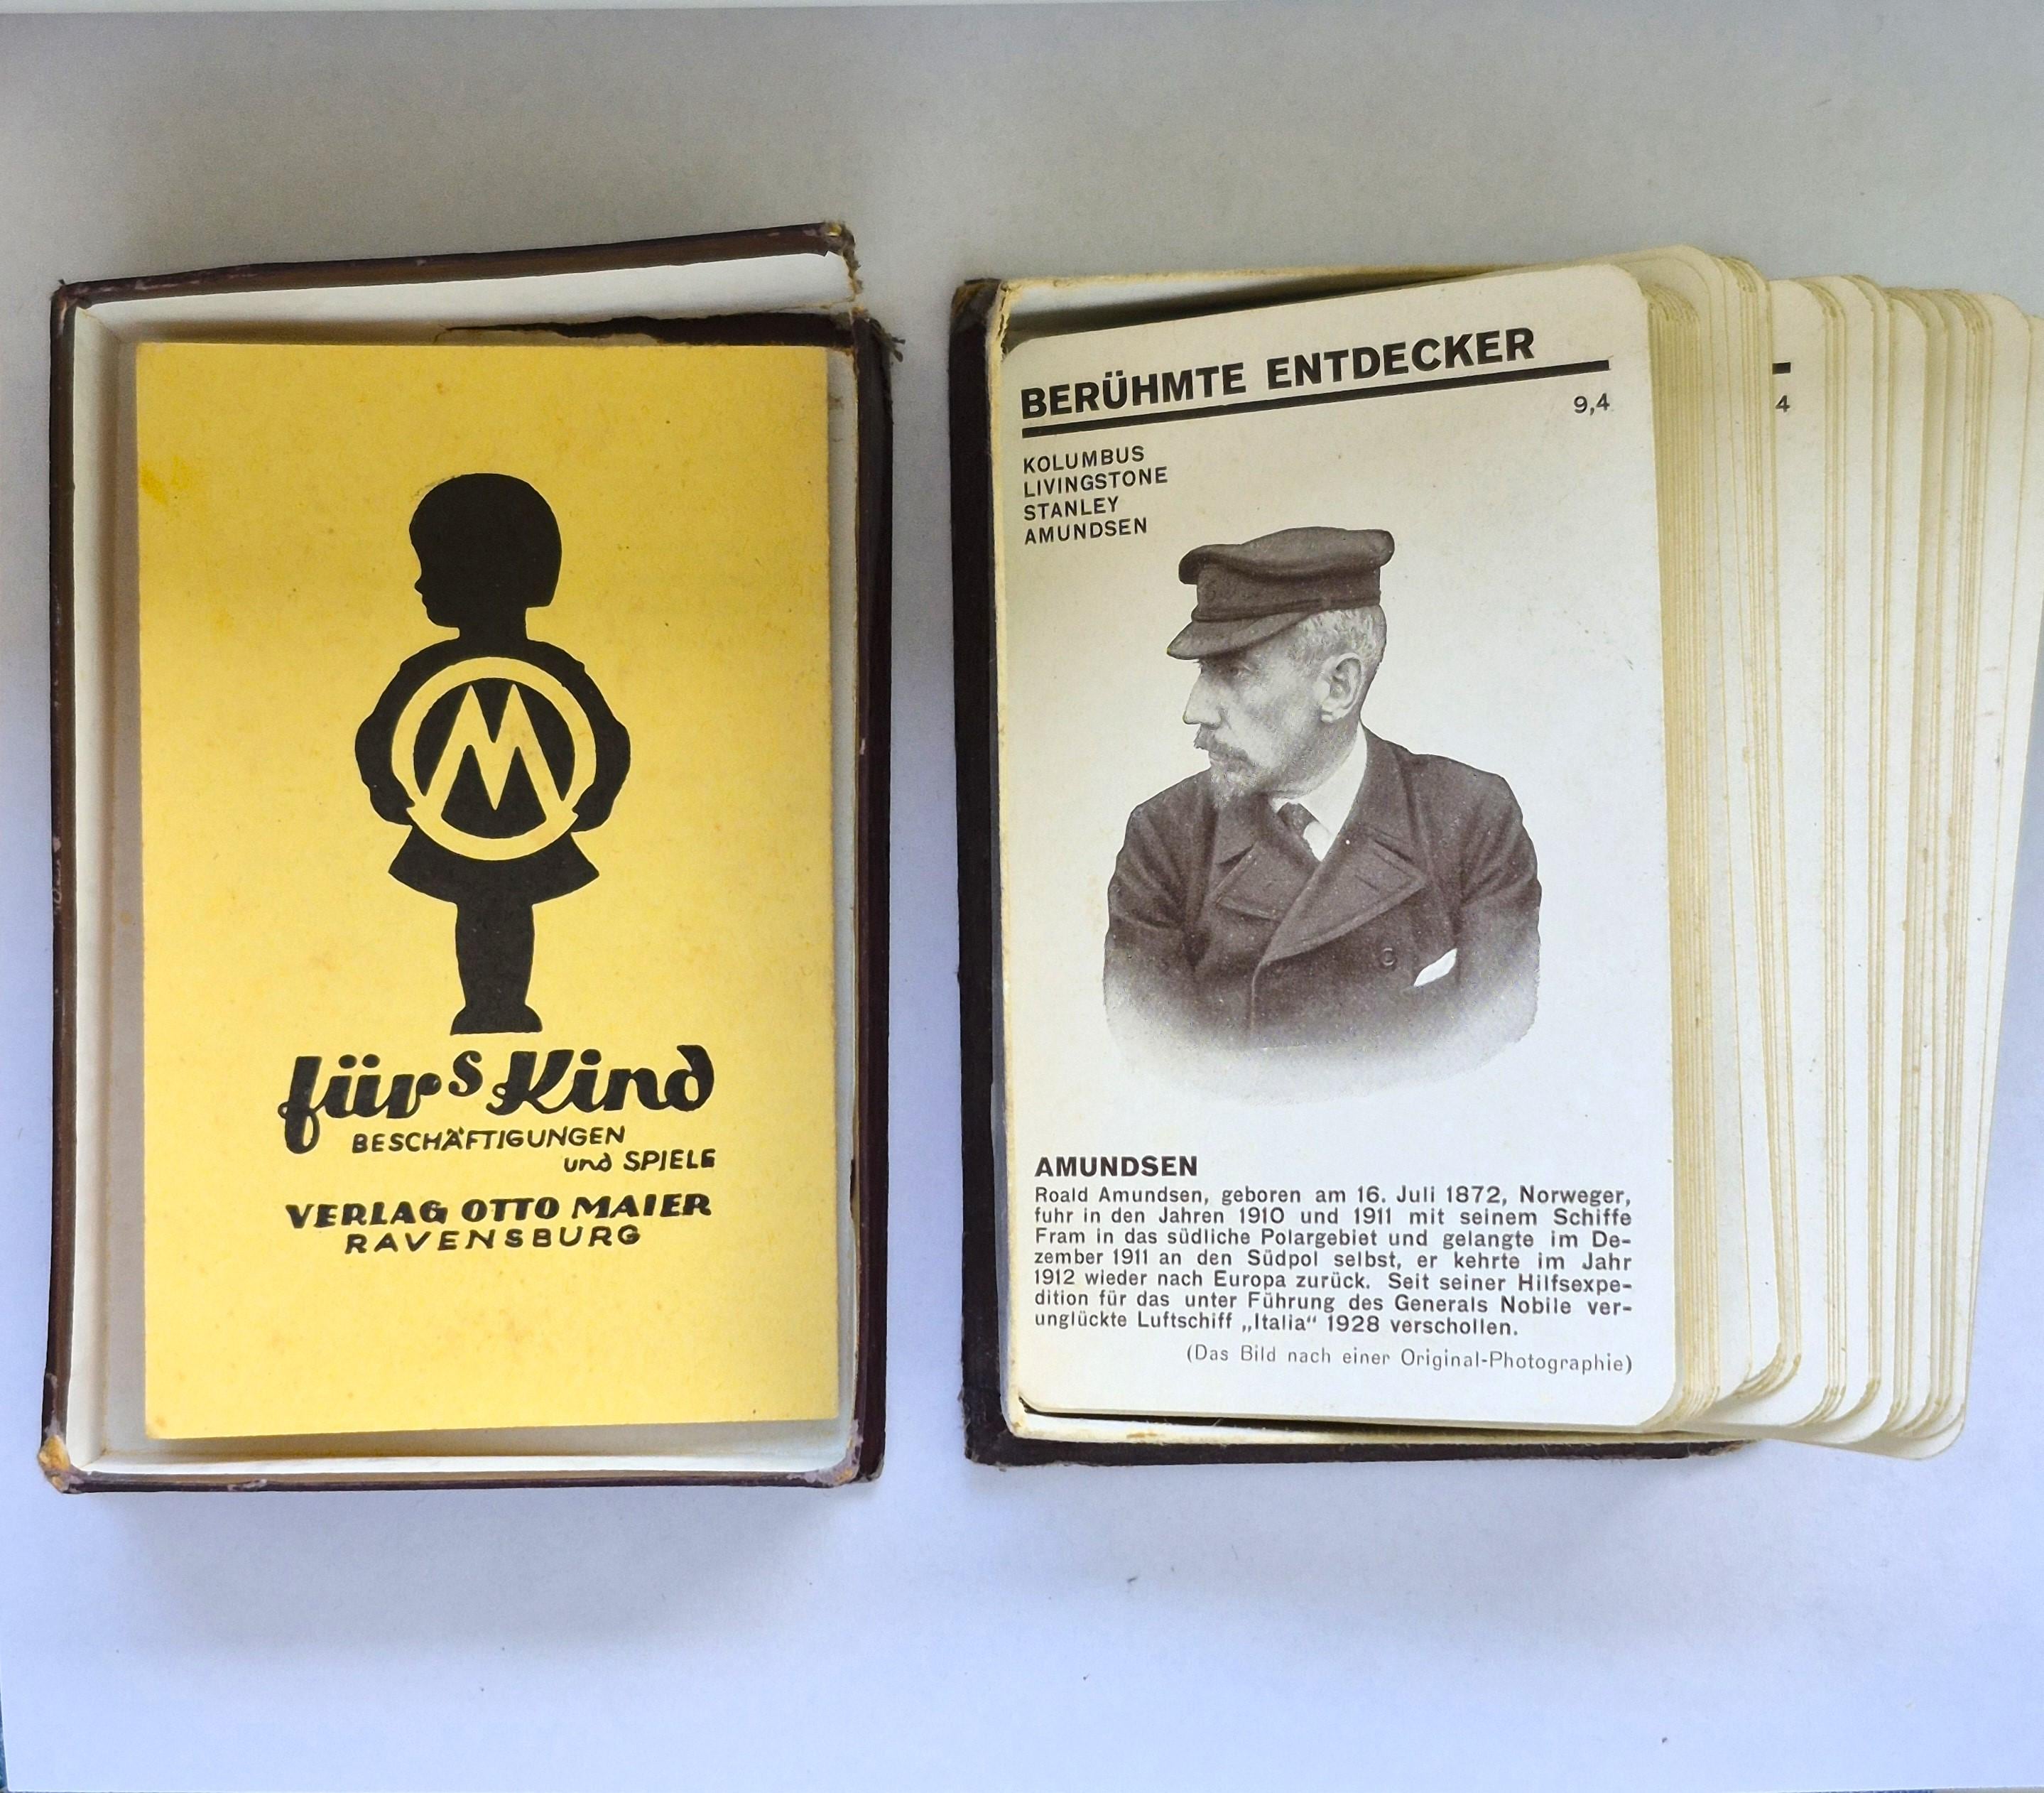 M
fürs Kind
BESCHÄFTIGUNGEN
und SPIELE
VERLAG OTTO MAIER
RAVENSBURG
BERÜHMTE ENTDECKER
9,4
4
KOLUMBUS
LIVINGSTONE
STANLEY
AMUNDSEN
AMUNDSEN
Roald Amundsen, geboren am 16. Juli 1872, Norweger,
fuhr in den Jahren 1910 und 1911 mit seinem Schiffe
Fram in das südliche Polargebiet und gelangte im De-
zember 1911 an den Südpol selbst, er kehrte im Jahr
1912 wieder nach Europa zurück. Seit seiner Hilfsexpe-
dition für das unter Führung des Generals Nobile ver-
unglückte Luftschiff „Italia“ 1928 verschollen.
(Das Bild nach einer Original-Photographie)